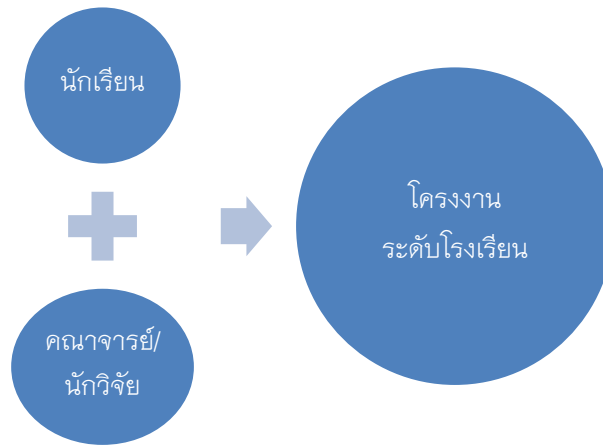 นักเรียน
คณาจารย์/
นักวิจัย
โครงงาน
ระดับโรงเรียน